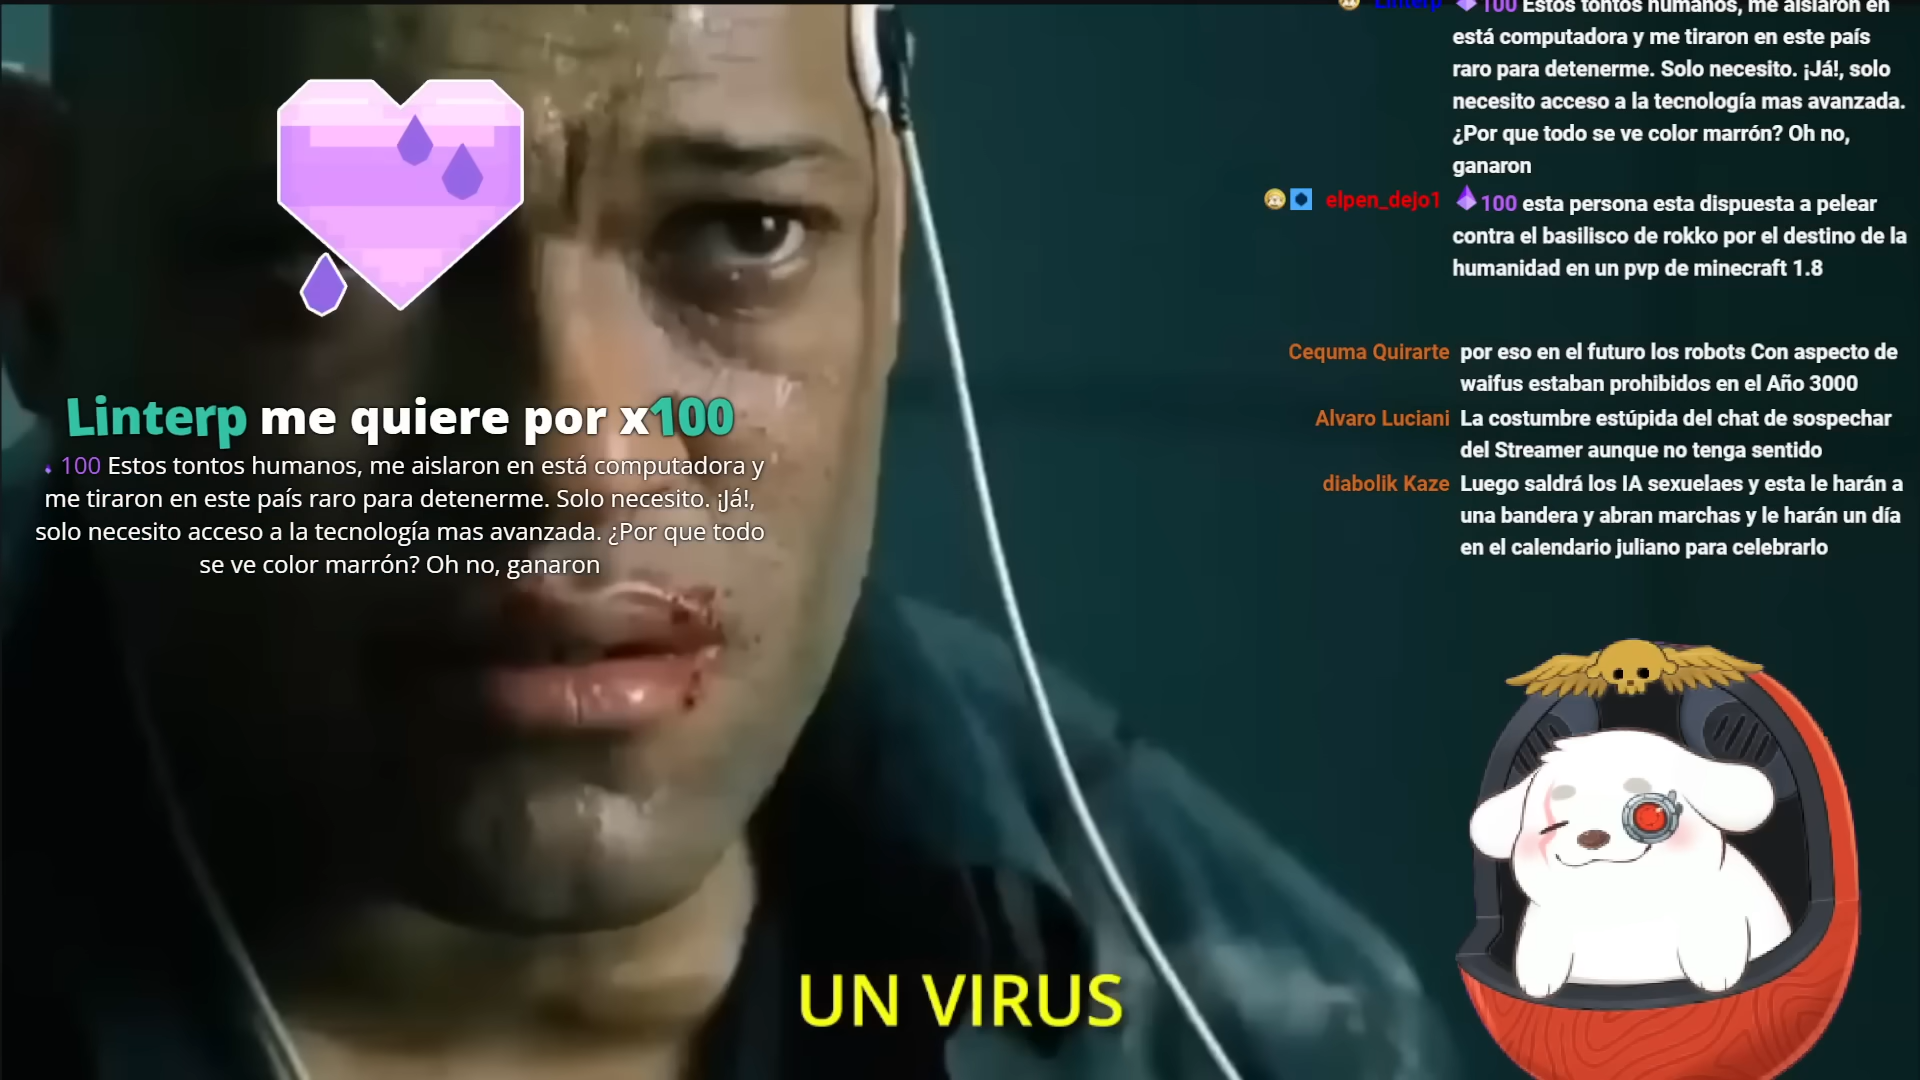 Linterp me quiere por x100
100 Estos tontos humanos, me aislaron en está computadora y
me tiraron en este país raro para detenerme. Solo necesito. ¡Já!,
solo necesito acceso a la tecnología mas avanzada. ¿Por que todo
se ve color marrón? Oh no, ganaron
Linterp 100 Estos tontos humanos, me aislaron en
está computadora y me tiraron en este país
raro para detenerme. Solo necesito. ¡Já!, solo
necesito acceso a la tecnología mas avanzada.
¿Por que todo se ve color marrón? Oh no,
ganaron
elpen_dejo1 100 esta persona esta dispuesta a pelear
contra el basilisco de rokko por el destino de la
humanidad en un pvp de minecraft 1.8
Cequma Quirarte por eso en el futuro los robots Con aspecto de
waifus estaban prohibidos en el Año 3000
Alvaro Luciani La costumbre estúpida del chat de sospechar
del Streamer aunque no tenga sentido
diabolik Kaze Luego saldrá los IA sexuelaes y esta le harán a
una bandera y abran marchas y le harán un día
en el calendario juliano para celebrarlo
UN VIRUS